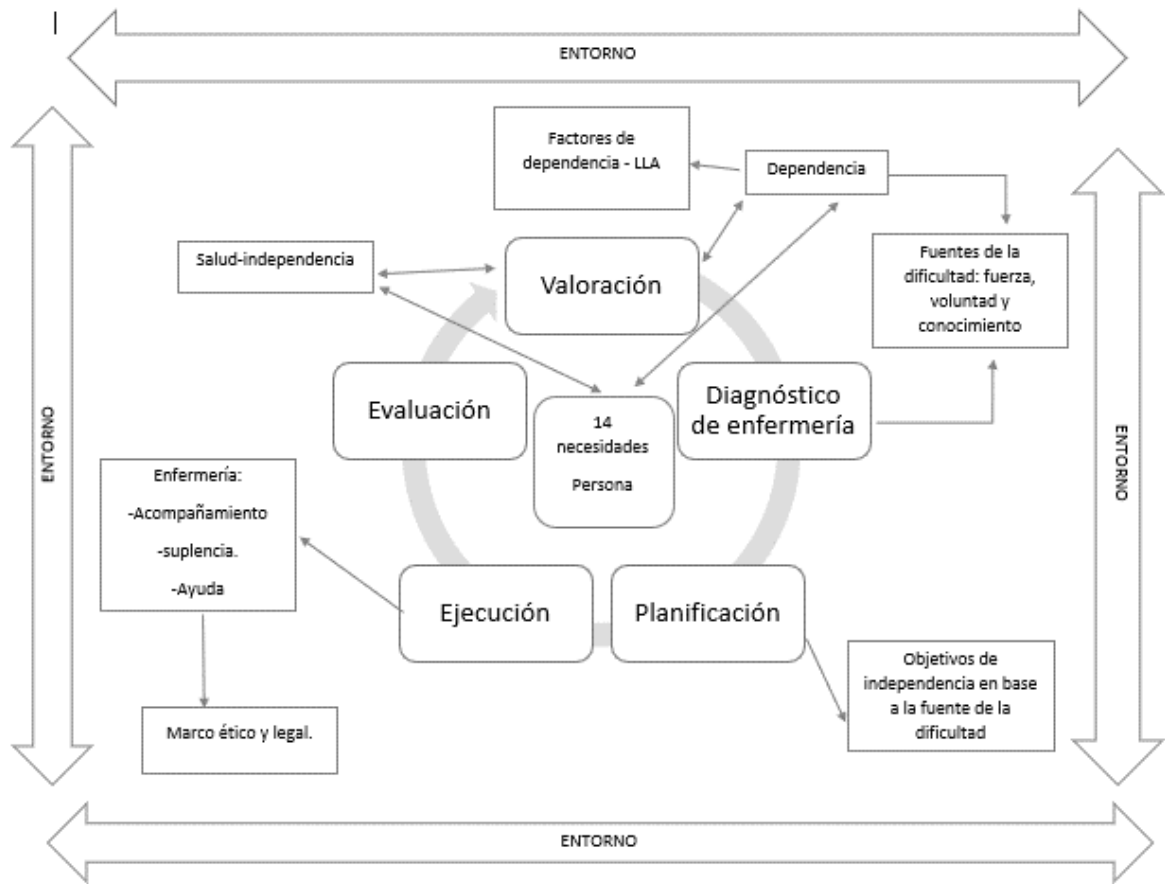 ENTORNO
Factores de
dependencia - LLA
Dependencia
Salud-independencia
Valoración
Fuentes de la
dificultad: fuerza,
voluntad y
conocimiento
Evaluación
14
necesidades
Persona
Diagnóstico
de enfermería
ENTORNO
ENTORNO
Enfermería:
-Acompañamiento
-suplencia.
-Ayuda
Ejecución
Planificación
Objetivos de
independencia en base
a la fuente de la
dificultad
Marco ético y legal.
ENTORNO